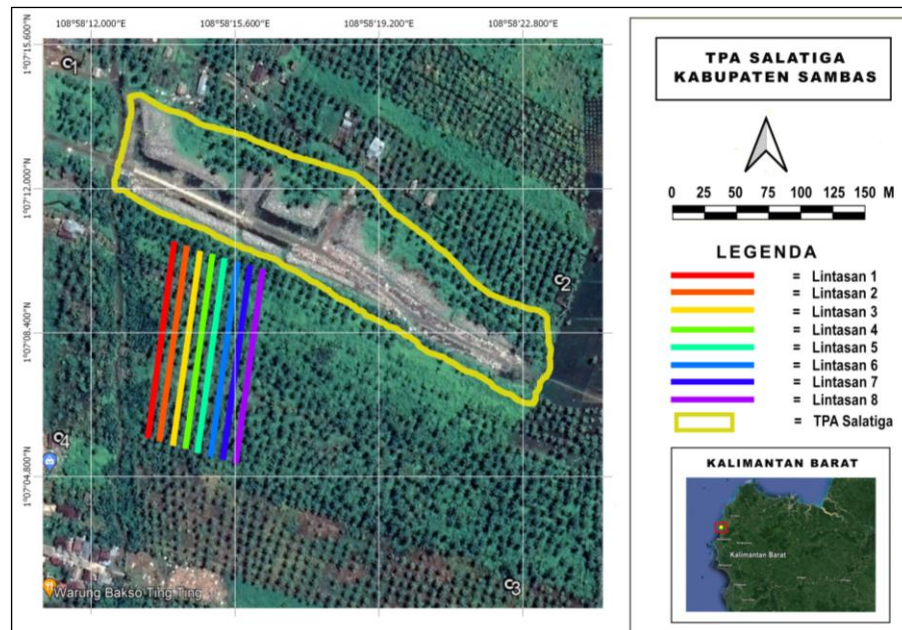 108°58'12.000"E 108°58'15.600"E 108°58'19.200"E 108°58'22.800"E
1°07'15.600"N
1°07'12.000"N
1°07'08.400"N
1°07'04.800"N
C1
C2
C4
C3
Warung Bakso Ting Ting
TPA SALATIGA
KABUPATEN SAMBAS
0 25 50 75 100 125 150 M
LEGENDA
= Lintasan 1
= Lintasan 2
= Lintasan 3
= Lintasan 4
= Lintasan 5
= Lintasan 6
= Lintasan 7
= Lintasan 8
= TPA Salatiga
KALIMANTAN BARAT
Kalimantan Barat